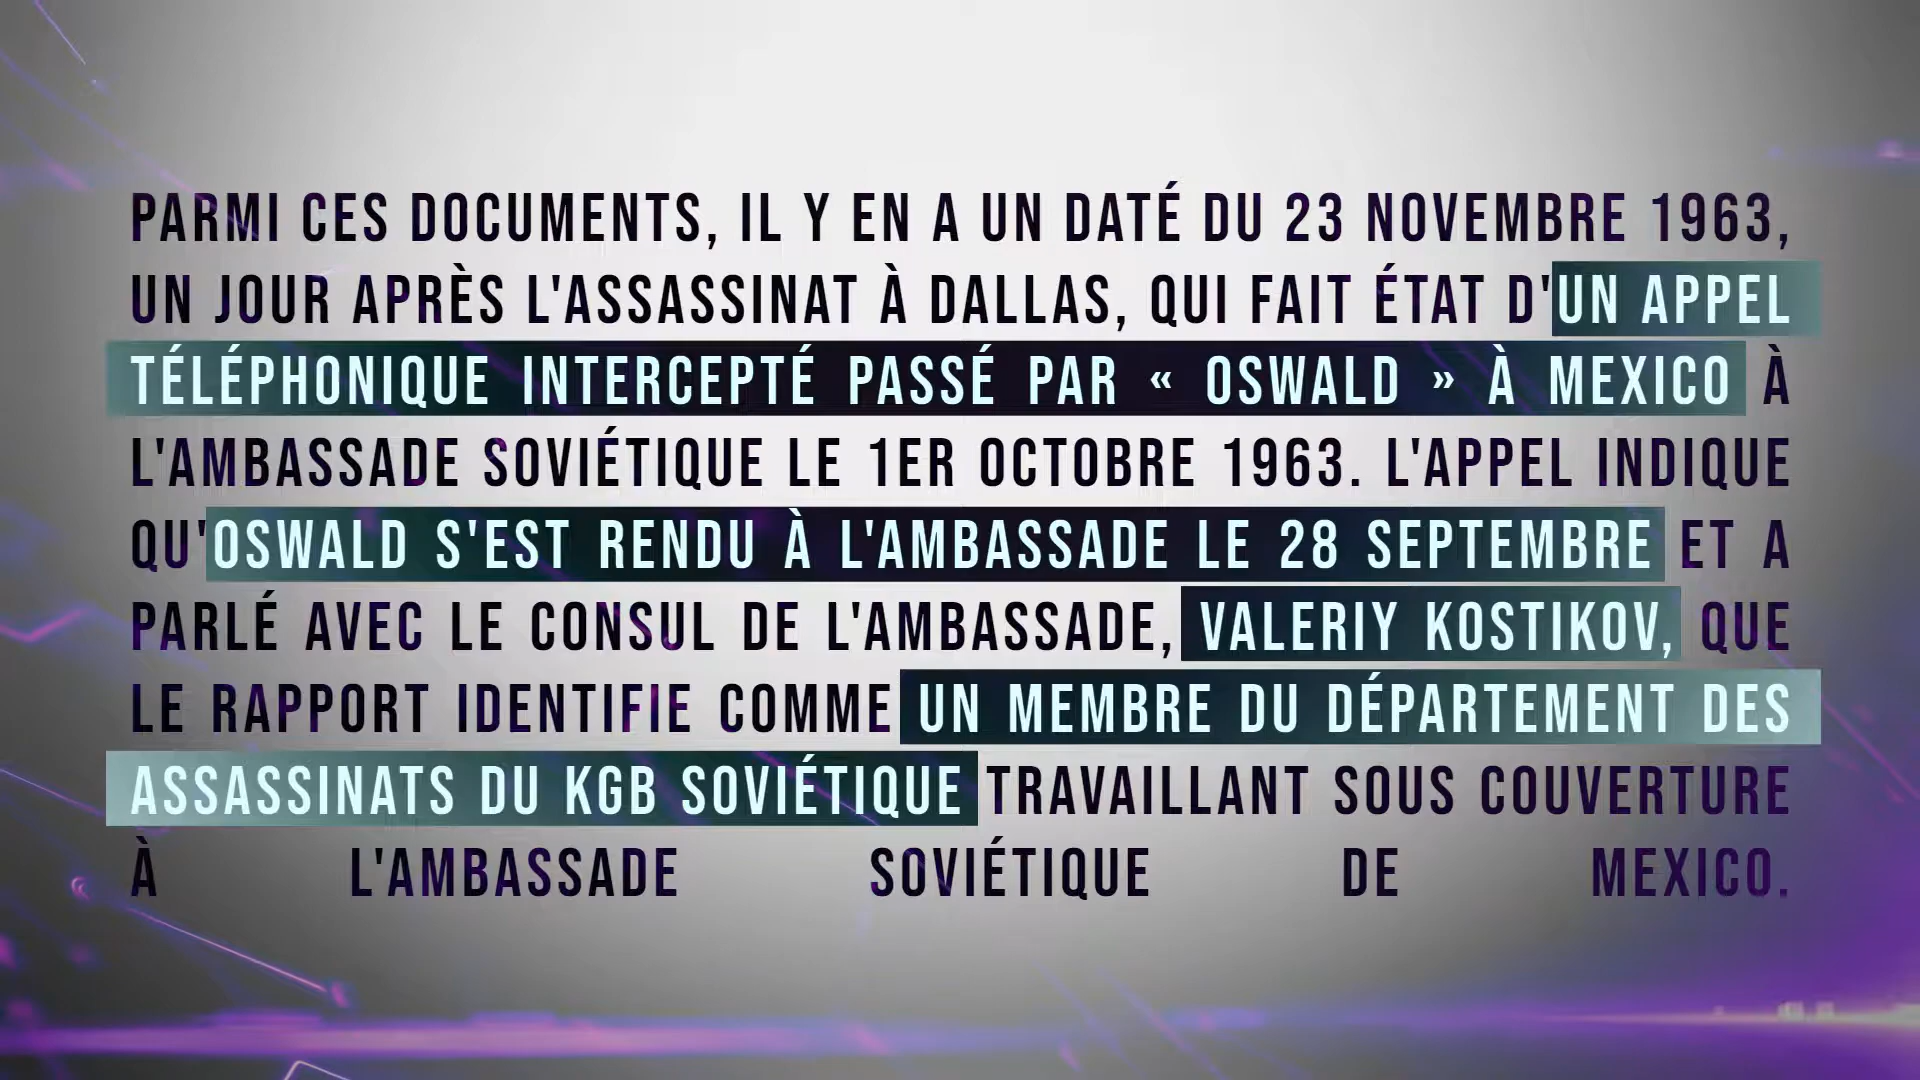 PARMI CES DOCUMENTS, IL Y EN A UN DATÉ DU 23 NOVEMBRE 1963,
UN JOUR APRÈS L'ASSASSINAT À DALLAS, QUI FAIT ÉTAT D'UN APPEL
TÉLÉPHONIQUE INTERCEPTÉ PASSÉ PAR « OSWALD » À MEXICO À
L'AMBASSADE SOVIÉTIQUE LE 1ER OCTOBRE 1963. L'APPEL INDIQUE
QU'OSWALD S'EST RENDU À L'AMBASSADE LE 28 SEPTEMBRE ET A
PARLÉ AVEC LE CONSUL DE L'AMBASSADE, VALERIY KOSTIKOV, QUE
LE RAPPORT IDENTIFIE COMME UN MEMBRE DU DÉPARTEMENT DES
ASSASSINATS DU KGB SOVIÉTIQUE TRAVAILLANT SOUS COUVERTURE
À L'AMBASSADE SOVIÉTIQUE DE MEXICO.